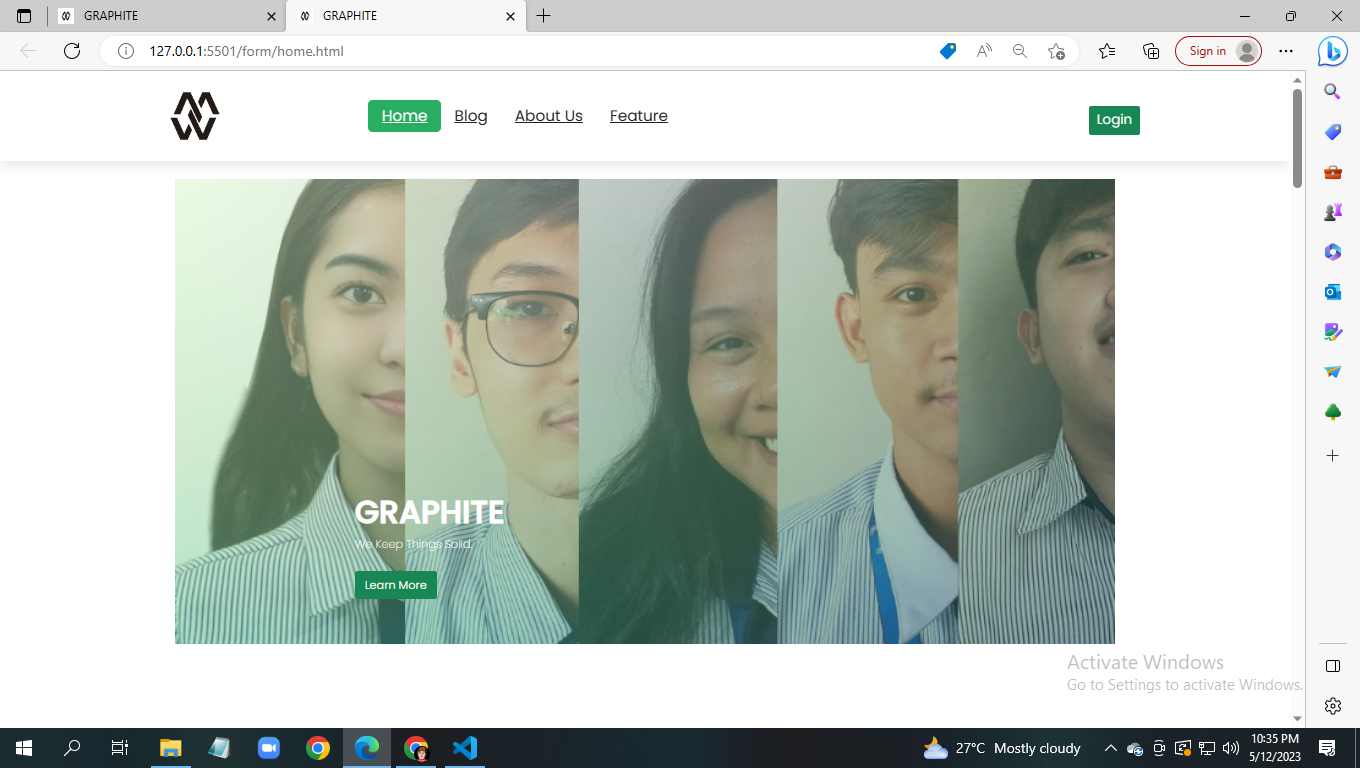 GRAPHITE
GRAPHITE
127.0.0.1:5501/form/home.html
Sign in
Home
Blog
About Us
Feature
Login
GRAPHITE
We Keep Things Solid.
Learn More
Activate Windows
Go to Settings to activate Windows.
27°C Mostly cloudy
10:35 PM
5/12/2023